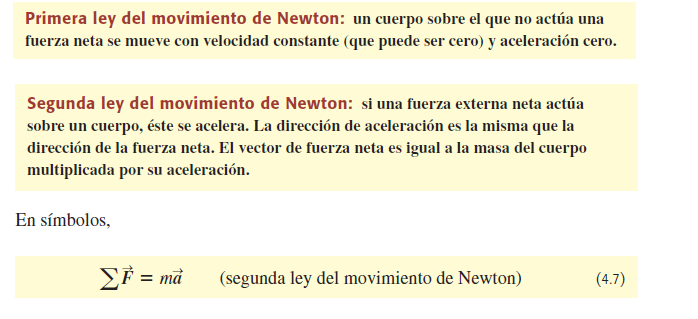 Primera ley del movimiento de Newton: un cuerpo sobre el que no actúa una
fuerza neta se mueve con velocidad constante (que puede ser cero) y aceleración cero.
Segunda ley del movimiento de Newton: si una fuerza externa neta actúa
sobre un cuerpo, éste se acelera. La dirección de aceleración es la misma que la
dirección de la fuerza neta. El vector de fuerza neta es igual a la masa del cuerpo
multiplicada por su aceleración.
En símbolos,
∑F⃗ = ma⃗ (segunda ley del movimiento de Newton) (4.7)